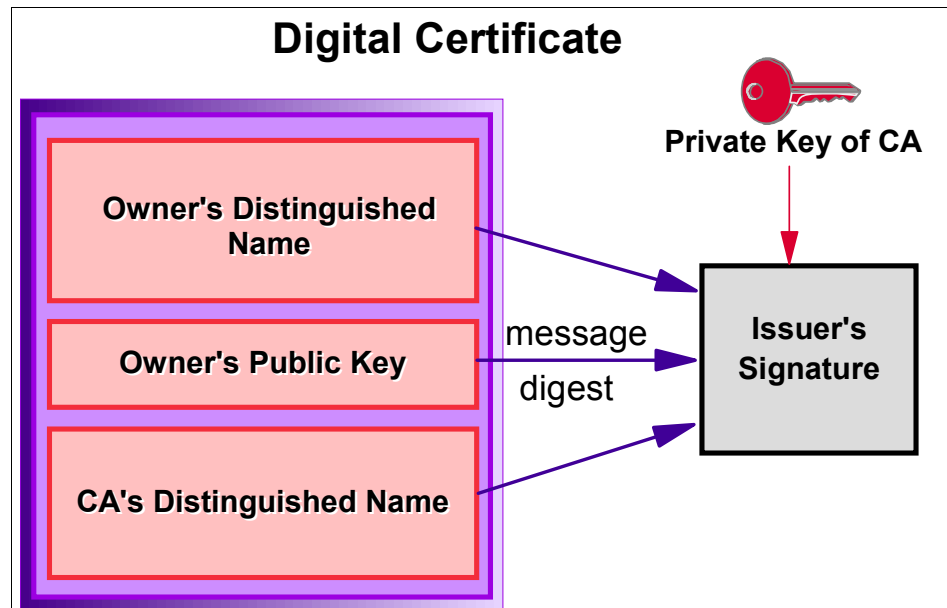 Digital Certificate
Private Key of CA
Owner's Distinguished
Name
Owner's Public Key
CA's Distinguished Name
message
digest
Issuer's
Signature